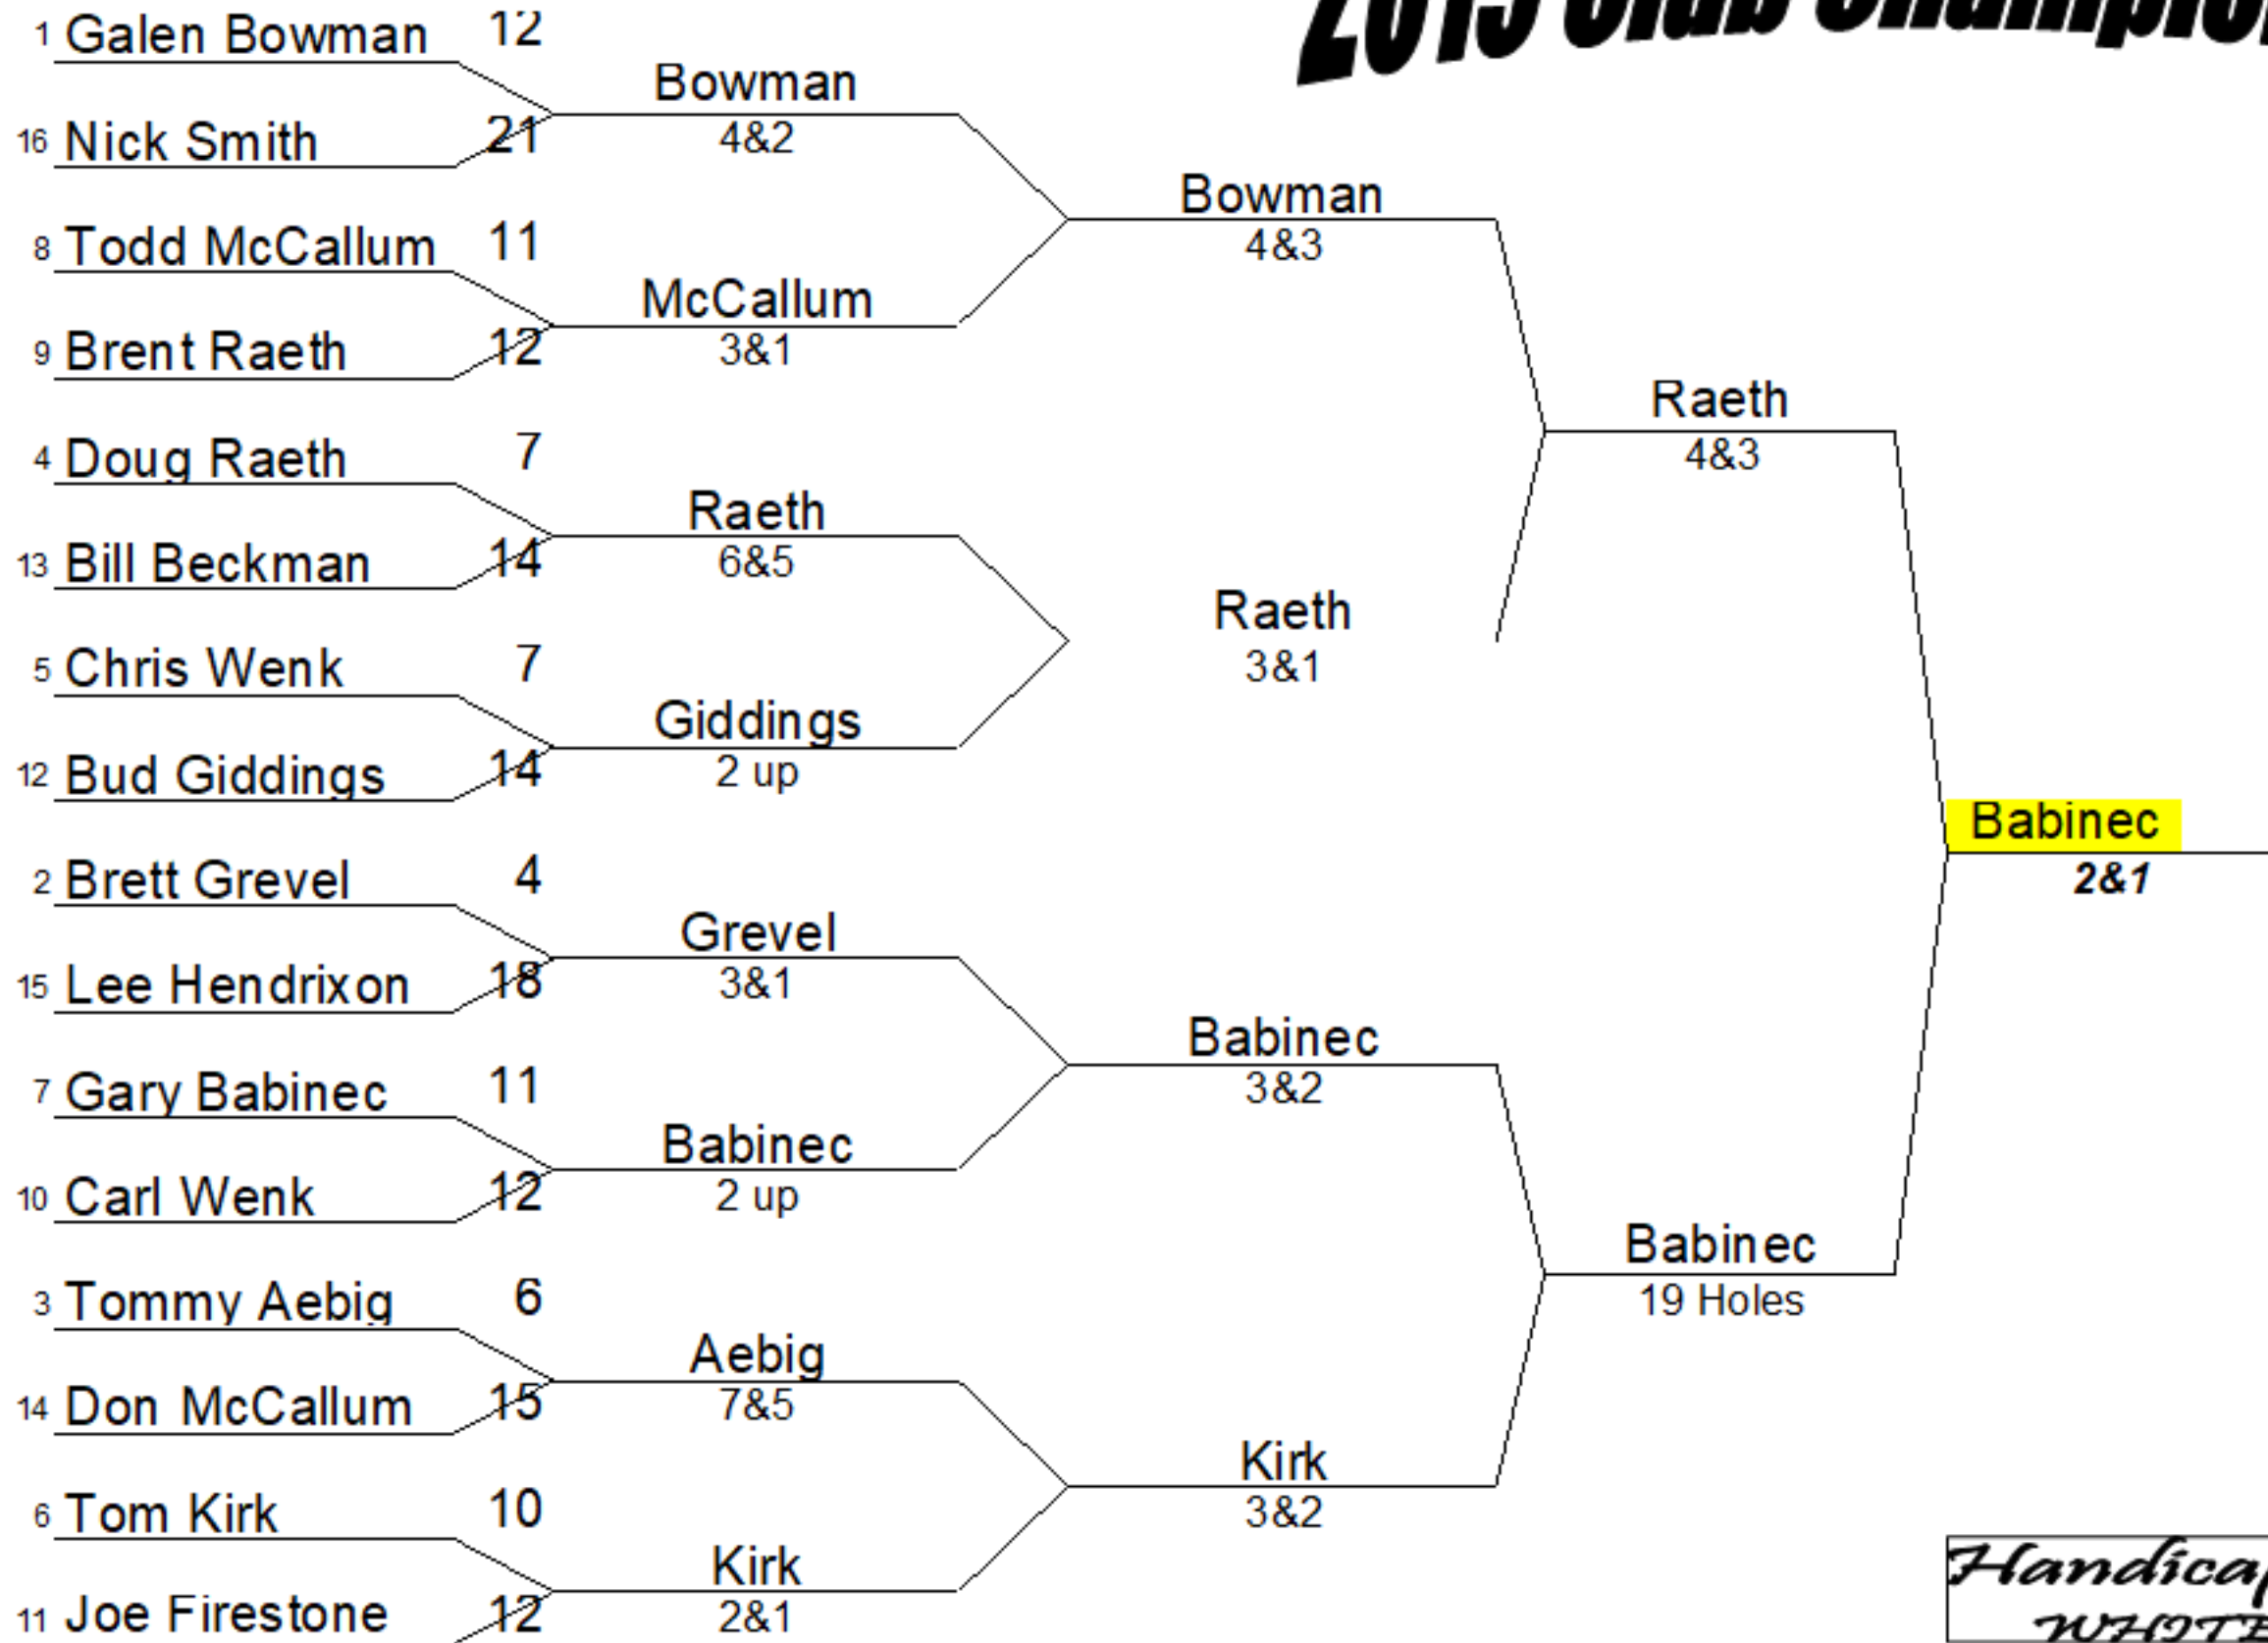 2015 Club
1 Galen Bowman 12
Bowman
16 Nick Smith 21 4&2
Bowman
8 Todd McCallum 11 4&3
McCallum
9 Brent Raeth 12 3&1
Raeth
4 Doug Raeth 7 4&3
Raeth
13 Bill Beckman 14 6&5
Raeth
5 Chris Wenk 7 3&1
Giddings
12 Bud Giddings 14 2 up
Babinec
2 Brett Grevel 4 2&1
Grevel
15 Lee Hendrixon 18 3&1
Babinec
7 Gary Babinec 11 3&2
Babinec
10 Carl Wenk 12 2 up
Babinec
3 Tommy Aebig 6 19 Holes
Aebig
14 Don McCallum 15 7&5
Kirk
6 Tom Kirk 10 3&2
Kirk
11 Joe Firestone 12 2&1
Handicap
WHITE